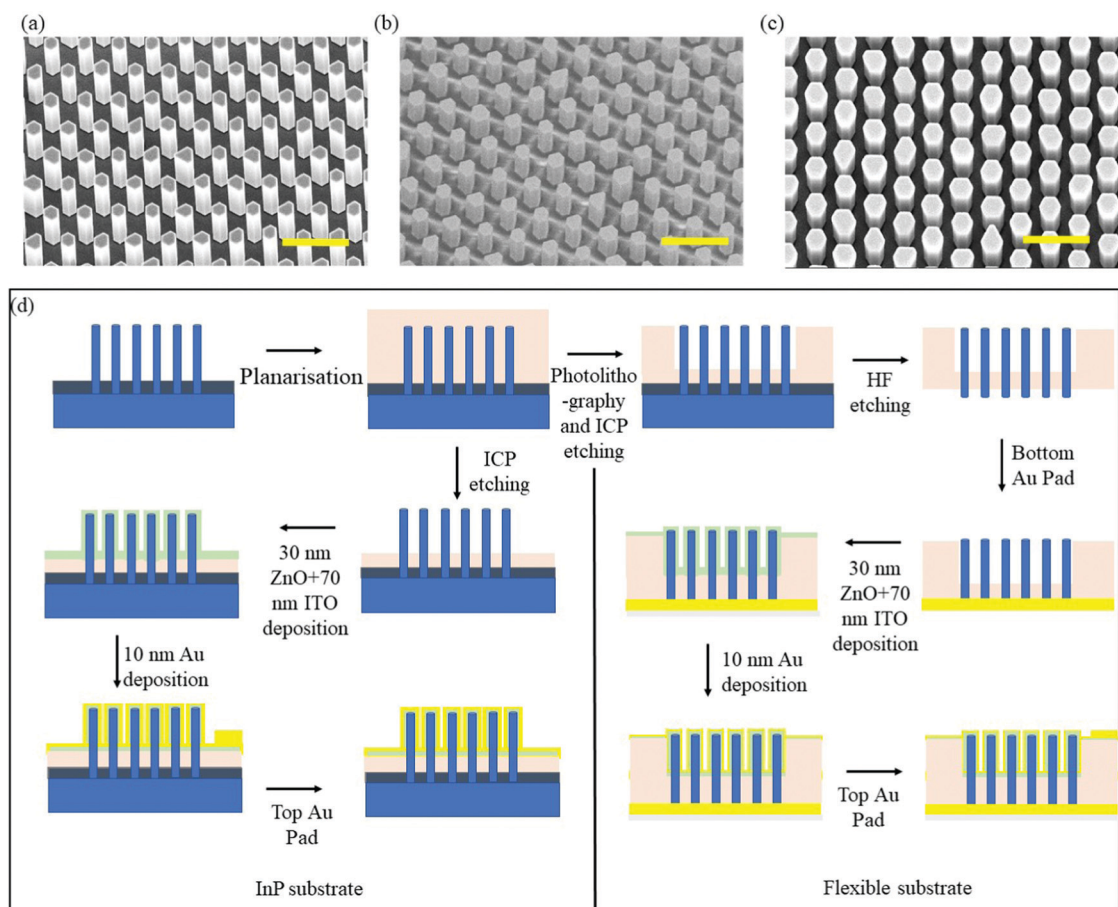 (a)
(b)
(c)
(d)
Planarisation
Photolitho
-graphy
and ICP
etching
HF
etching
ICP
etching
Bottom
Au Pad
30 nm
ZnO+70
nm ITO
deposition
30 nm
ZnO+70
nm ITO
deposition
10 nm Au
deposition
10 nm Au
deposition
Top Au
Pad
Top Au
Pad
InP substrate
Flexible substrate